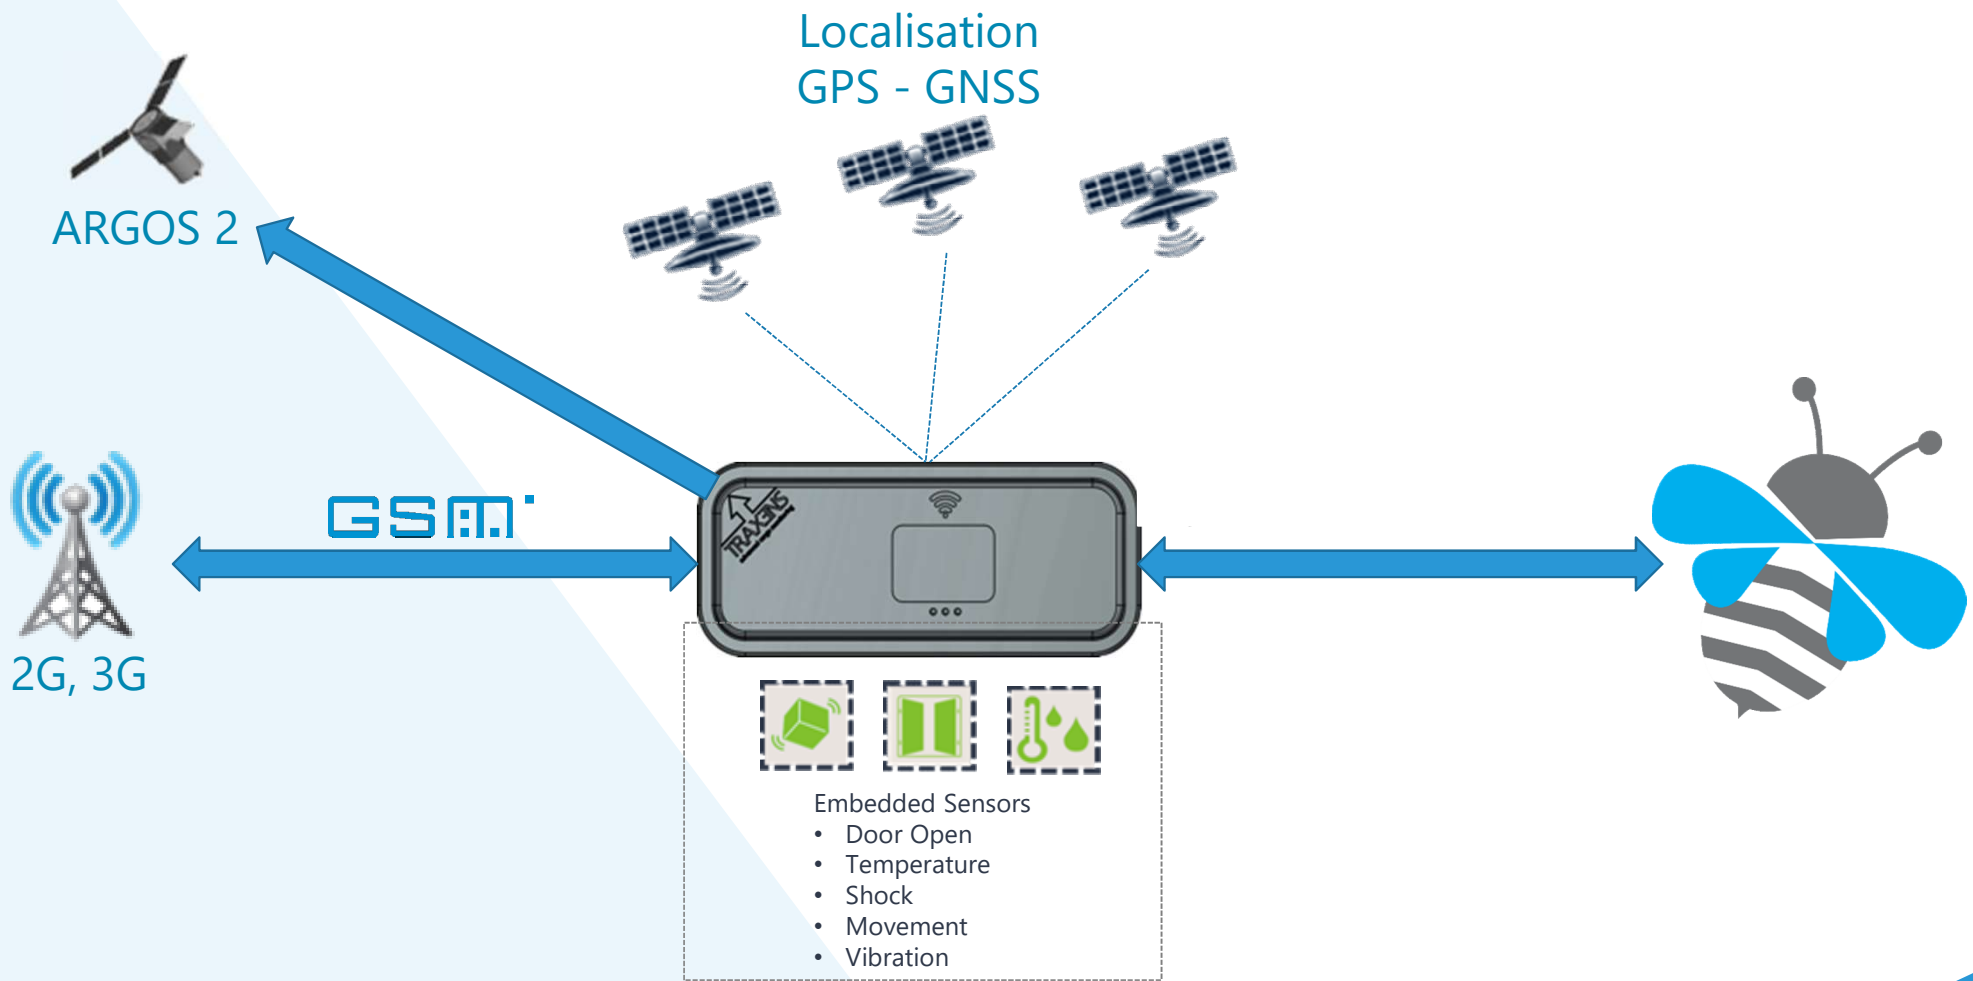 Localisation
GPS - GNSS
ARGOS 2
GSM
2G, 3G
TRAXENS
Embedded Sensors
• Door Open
• Temperature
• Shock
• Movement
• Vibration